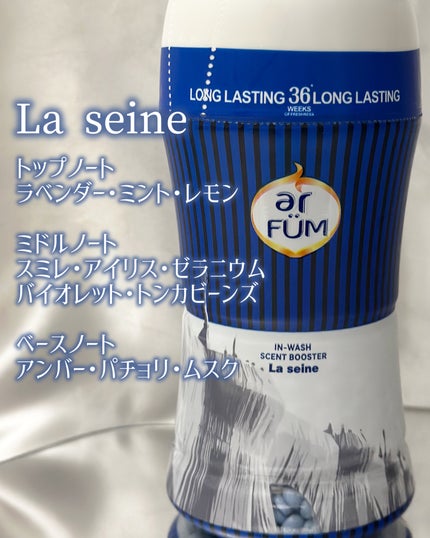 LONG LASTING 36 LONG LASTING
WEEKS
OF FRESHNESS
La seine
トップノート
ラベンダー・ミント・レモン
ər
FÜM
ミドルノート
スミレ・アイリス・ゼラニウム
バイオレット・トンカビーンズ
IN-WASH
SCENT BOOSTER
La seine
ベースノート
アンバー・パチョリ・ムスク